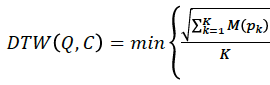 DTW(Q, C) = min { √(∑_{k=1}^{K} M(p_k)) / K